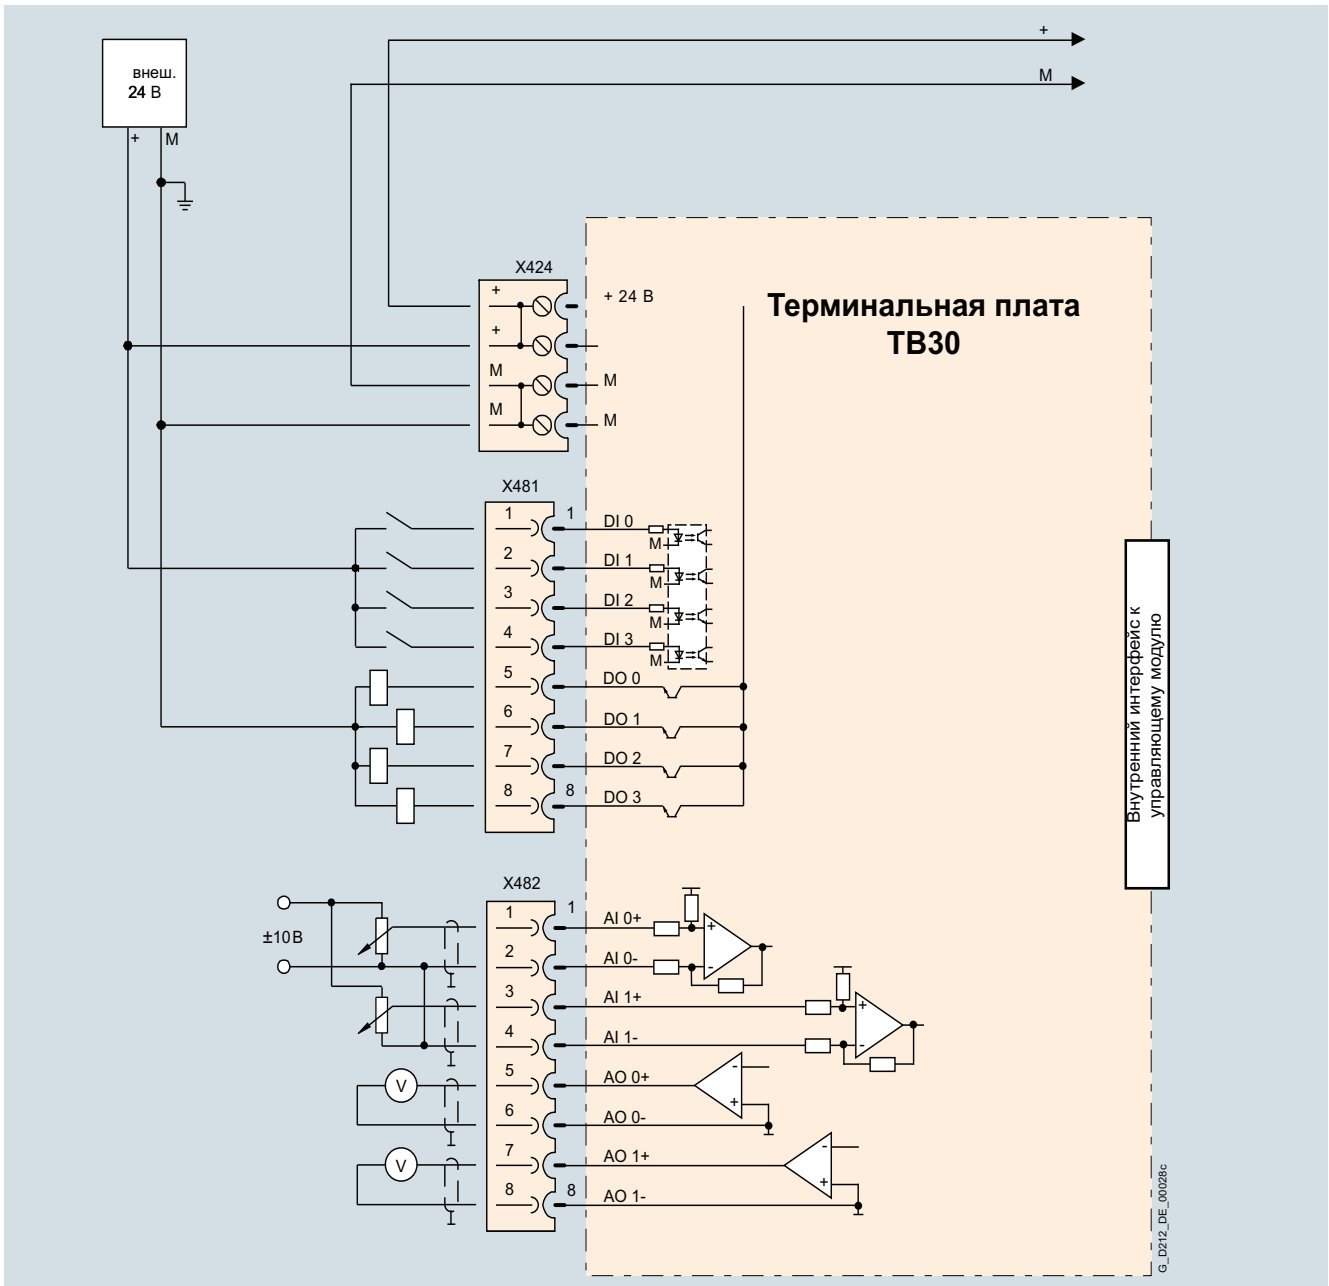 +
M
внеш.
24 В
+ M
X424
+ + 24 В
+
M M
M M
Терминальная плата
TB30
X481
1 1 DI 0
M
2 DI 1
M
3 DI 2
M
4 DI 3
M
5 DO 0
6 DO 1
7 DO 2
8 8 DO 3
Внутренний интерфейс к
управляющему модулю
X482
±10В
1 1 AI 0+
+
2 AI 0-
-
3 AI 1+
+
4 AI 1-
-
V 5 AO 0+
-
+
6 AO 0-
V 7 AO 1+
-
+
8 8 AO 1-
G_D212_DE_00028c